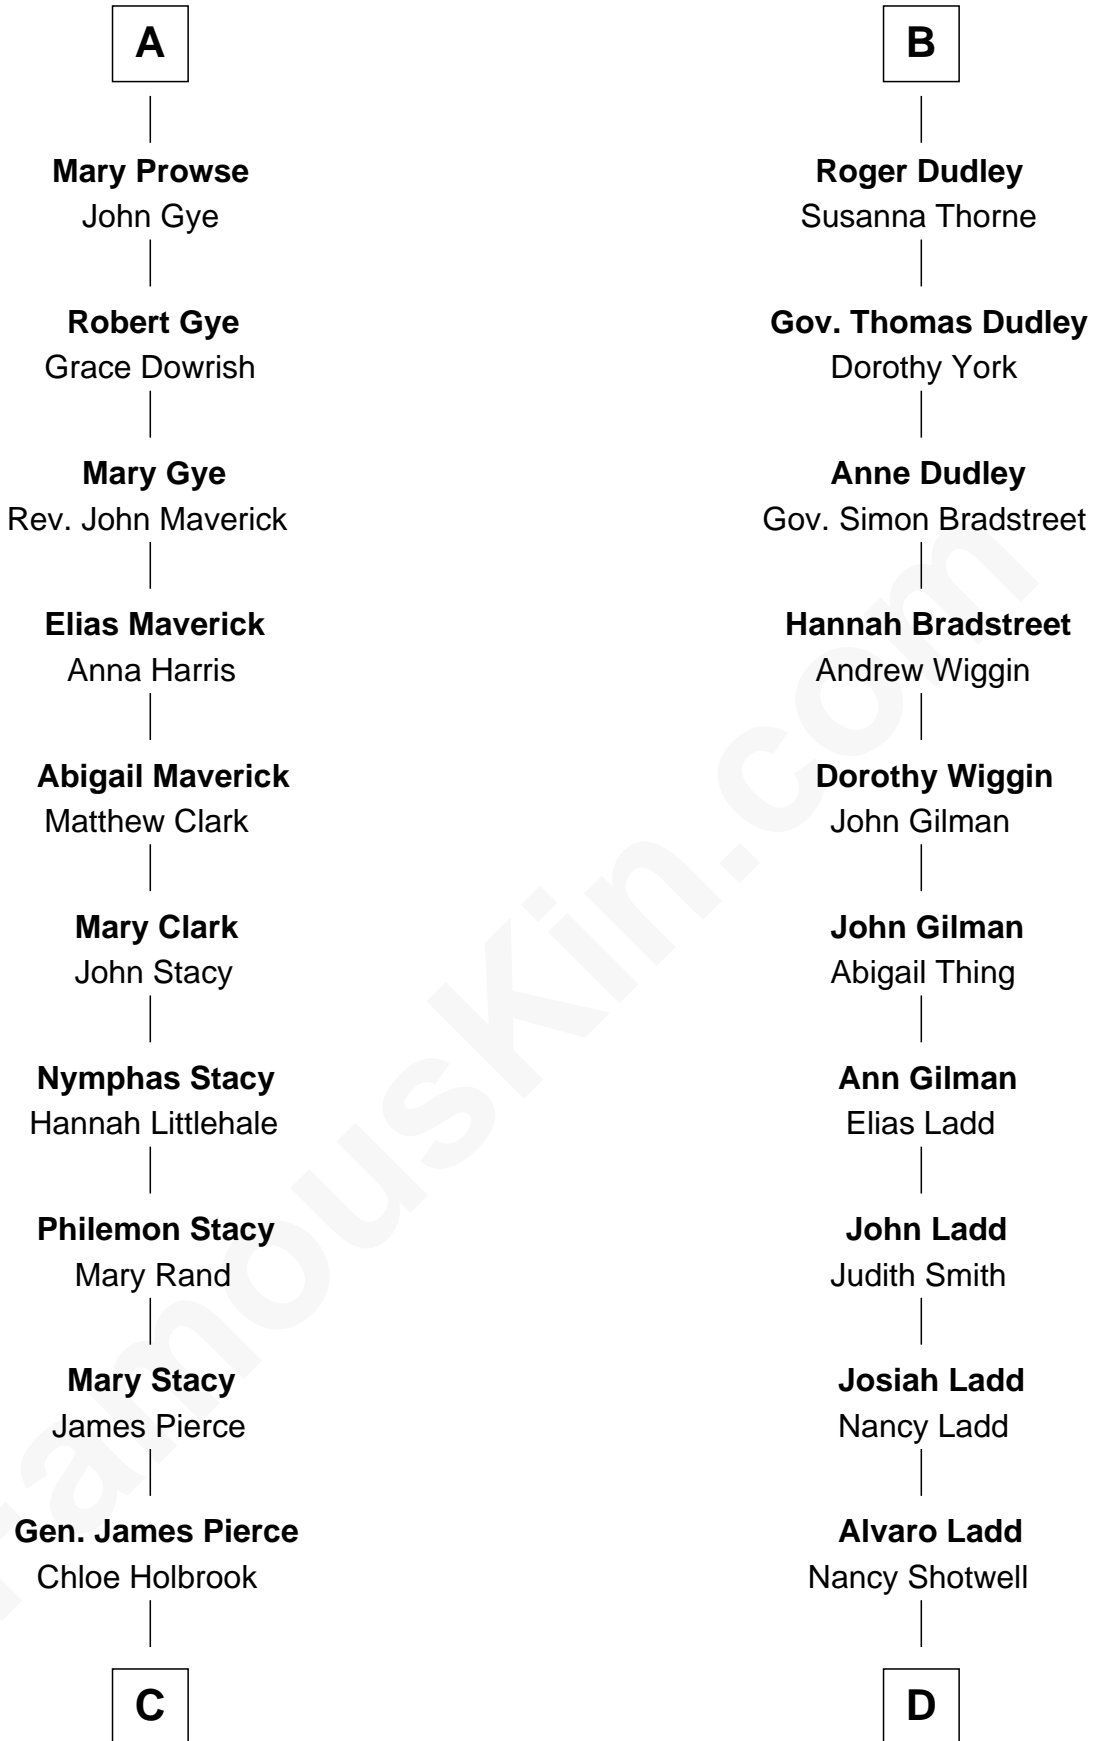 A
Mary Prowse
John Gye
Robert Gye
Grace Dowrish
Mary Gye
Rev. John Maverick
Elias Maverick
Anna Harris
Abigail Maverick
Matthew Clark
Mary Clark
John Stacy
Nymphas Stacy
Hannah Littlehale
Philemon Stacy
Mary Rand
Mary Stacy
James Pierce
Gen. James Pierce
Chloe Holbrook
C
B
Roger Dudley
Susanna Thorne
Gov. Thomas Dudley
Dorothy York
Anne Dudley
Gov. Simon Bradstreet
Hannah Bradstreet
Andrew Wiggin
Dorothy Wiggin
John Gilman
John Gilman
Abigail Thing
Ann Gilman
Elias Ladd
John Ladd
Judith Smith
Josiah Ladd
Nancy Ladd
Alvaro Ladd
Nancy Shotwell
D
FamousKin.com